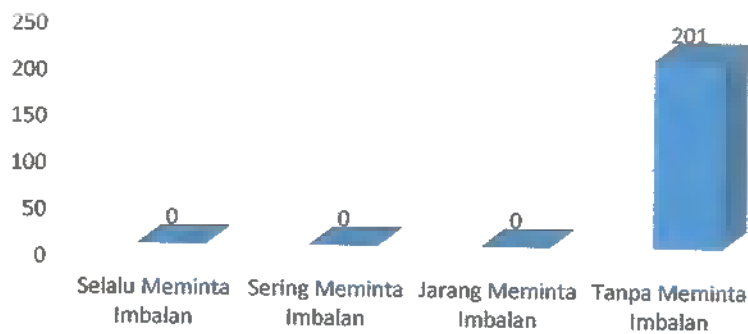 250
200
150
100
50
0
201
0
0
0
Selalu Meminta Imbalan
Sering Meminta Imbalan
Jarang Meminta Imbalan
Tanpa Meminta Imbalan